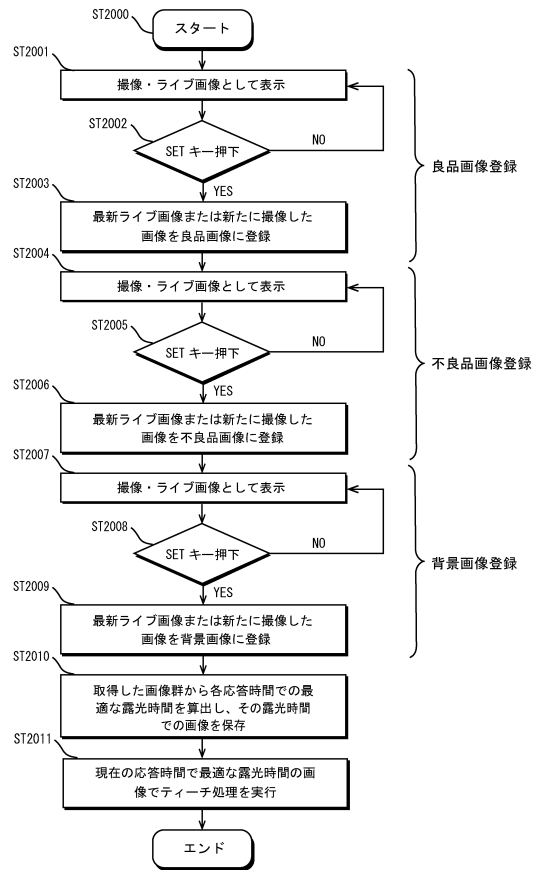 ST2000
スタート
ST2001
撮像・ライブ画像として表示
ST2002
SET キー押下
NO
YES
ST2003
最新ライブ画像または新たに撮像した
画像を良品画像に登録
良品画像登録
ST2004
撮像・ライブ画像として表示
ST2005
SET キー押下
NO
YES
ST2006
最新ライブ画像または新たに撮像した
画像を不良品画像に登録
不良品画像登録
ST2007
撮像・ライブ画像として表示
ST2008
SET キー押下
NO
YES
ST2009
最新ライブ画像または新たに撮像した
画像を背景画像に登録
背景画像登録
ST2010
取得した画像群から各応答時間での最
適な露光時間を算出し、その露光時間
での画像を保存
ST2011
現在の応答時間で最適な露光時間の画
像でティーチ処理を実行
エンド